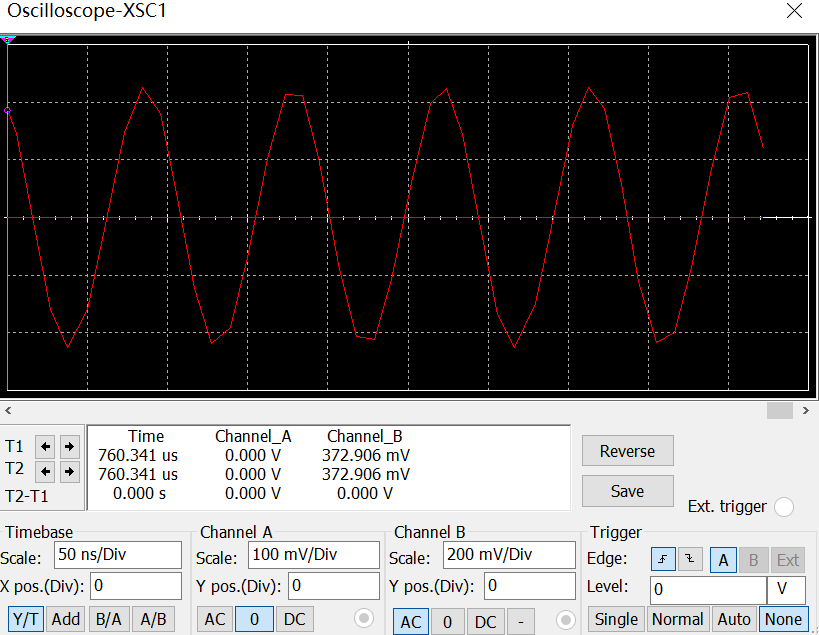 Oscilloscope-XSC1
T1
T2
T2-T1
Time Channel_A Channel_B
760.341 us 0.000 V 372.906 mV
760.341 us 0.000 V 372.906 mV
0.000 s 0.000 V 0.000 V
Reverse
Save
Ext. trigger
Timebase
Scale: 50 ns/Div
X pos.(Div): 0
Y/T Add B/A A/B
Channel A
Scale: 100 mV/Div
Y pos.(Div): 0
AC 0 DC
Channel B
Scale: 200 mV/Div
Y pos.(Div): 0
AC 0 DC -
Trigger
Edge: A B Ext
Level: 0 V
Single Normal Auto None